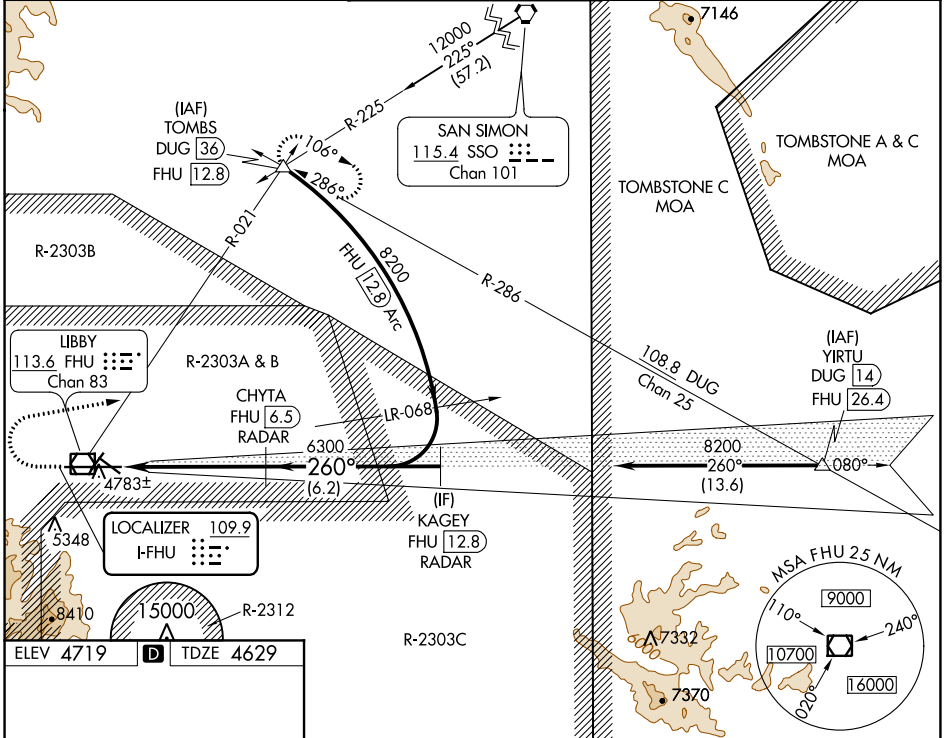 7146
12000
225°
(57.2)
R-225
(IAF)
TOMBS
DUG 36
FHU 12.8
106°
286°
SAN SIMON
115.4 SSO
Chan 101
TOMBSTONE A & C
MOA
TOMBSTONE C
MOA
R-021
R-2303B
8200
FHU 12.8 Arc
R-286
LIBBY
113.6 FHU
Chan 83
R-2303A & B
108.8 DUG
Chan 25
(IAF)
YIRTU
DUG 14
FHU 26.4
CHYTA
FHU 6.5
RADAR
LR-068
6300
260°
(6.2)
8200
260°
(13.6)
080°
4783±
(IF)
KAGEY
FHU 12.8
RADAR
LOCALIZER 109.9
I-FHU
5348
8410
15000
R-2312
R-2303C
6000
7332
7370
MSA FHU 25 NM
110°
9000
240°
10700
020°
16000
ELEV 4719 D TDZE 4629